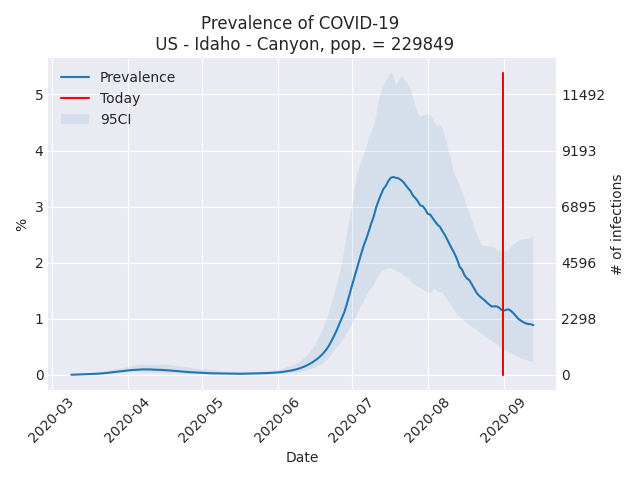 Prevalence of COVID-19
US - Idaho - Canyon, pop. = 229849
Prevalence
Today
95CI
%
5
4
3
2
1
0
11492
9193
6895
4596
2298
0
# of infections
2020-03
2020-04
2020-05
2020-06
2020-07
2020-08
2020-09
Date